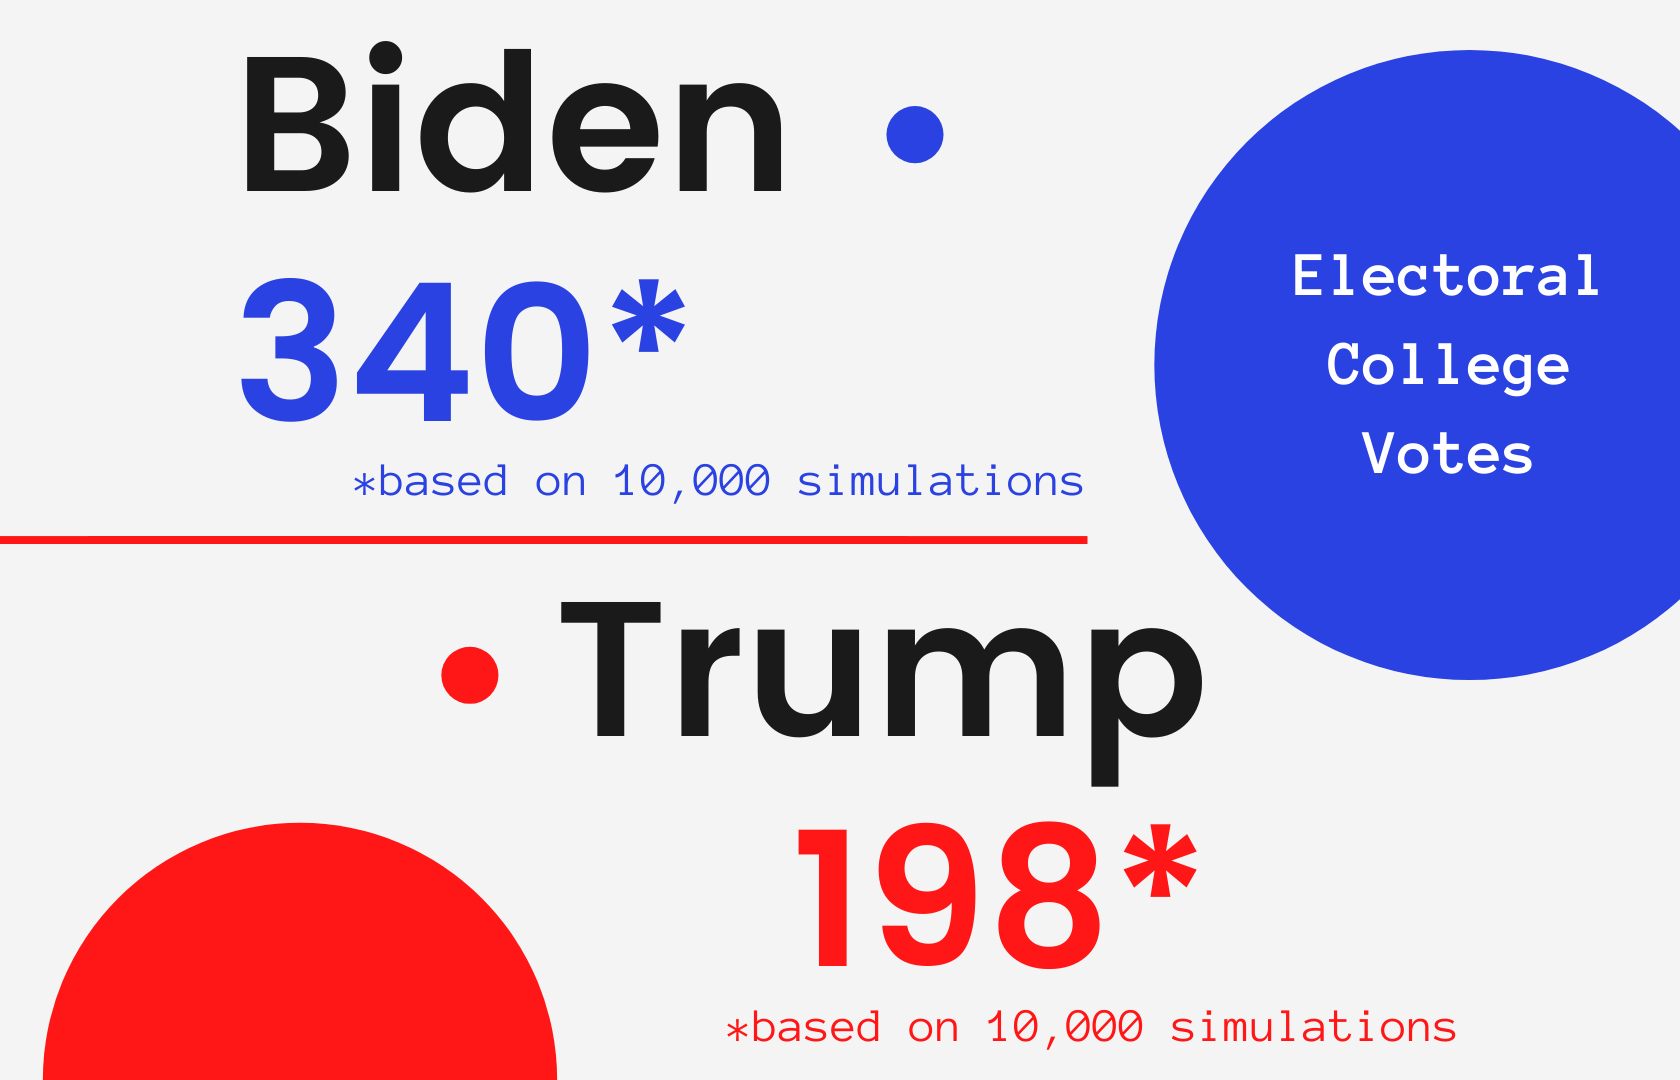 Biden
340*
*based on 10,000 simulations
Electoral
College
Votes
Trump
198*
*based on 10,000 simulations